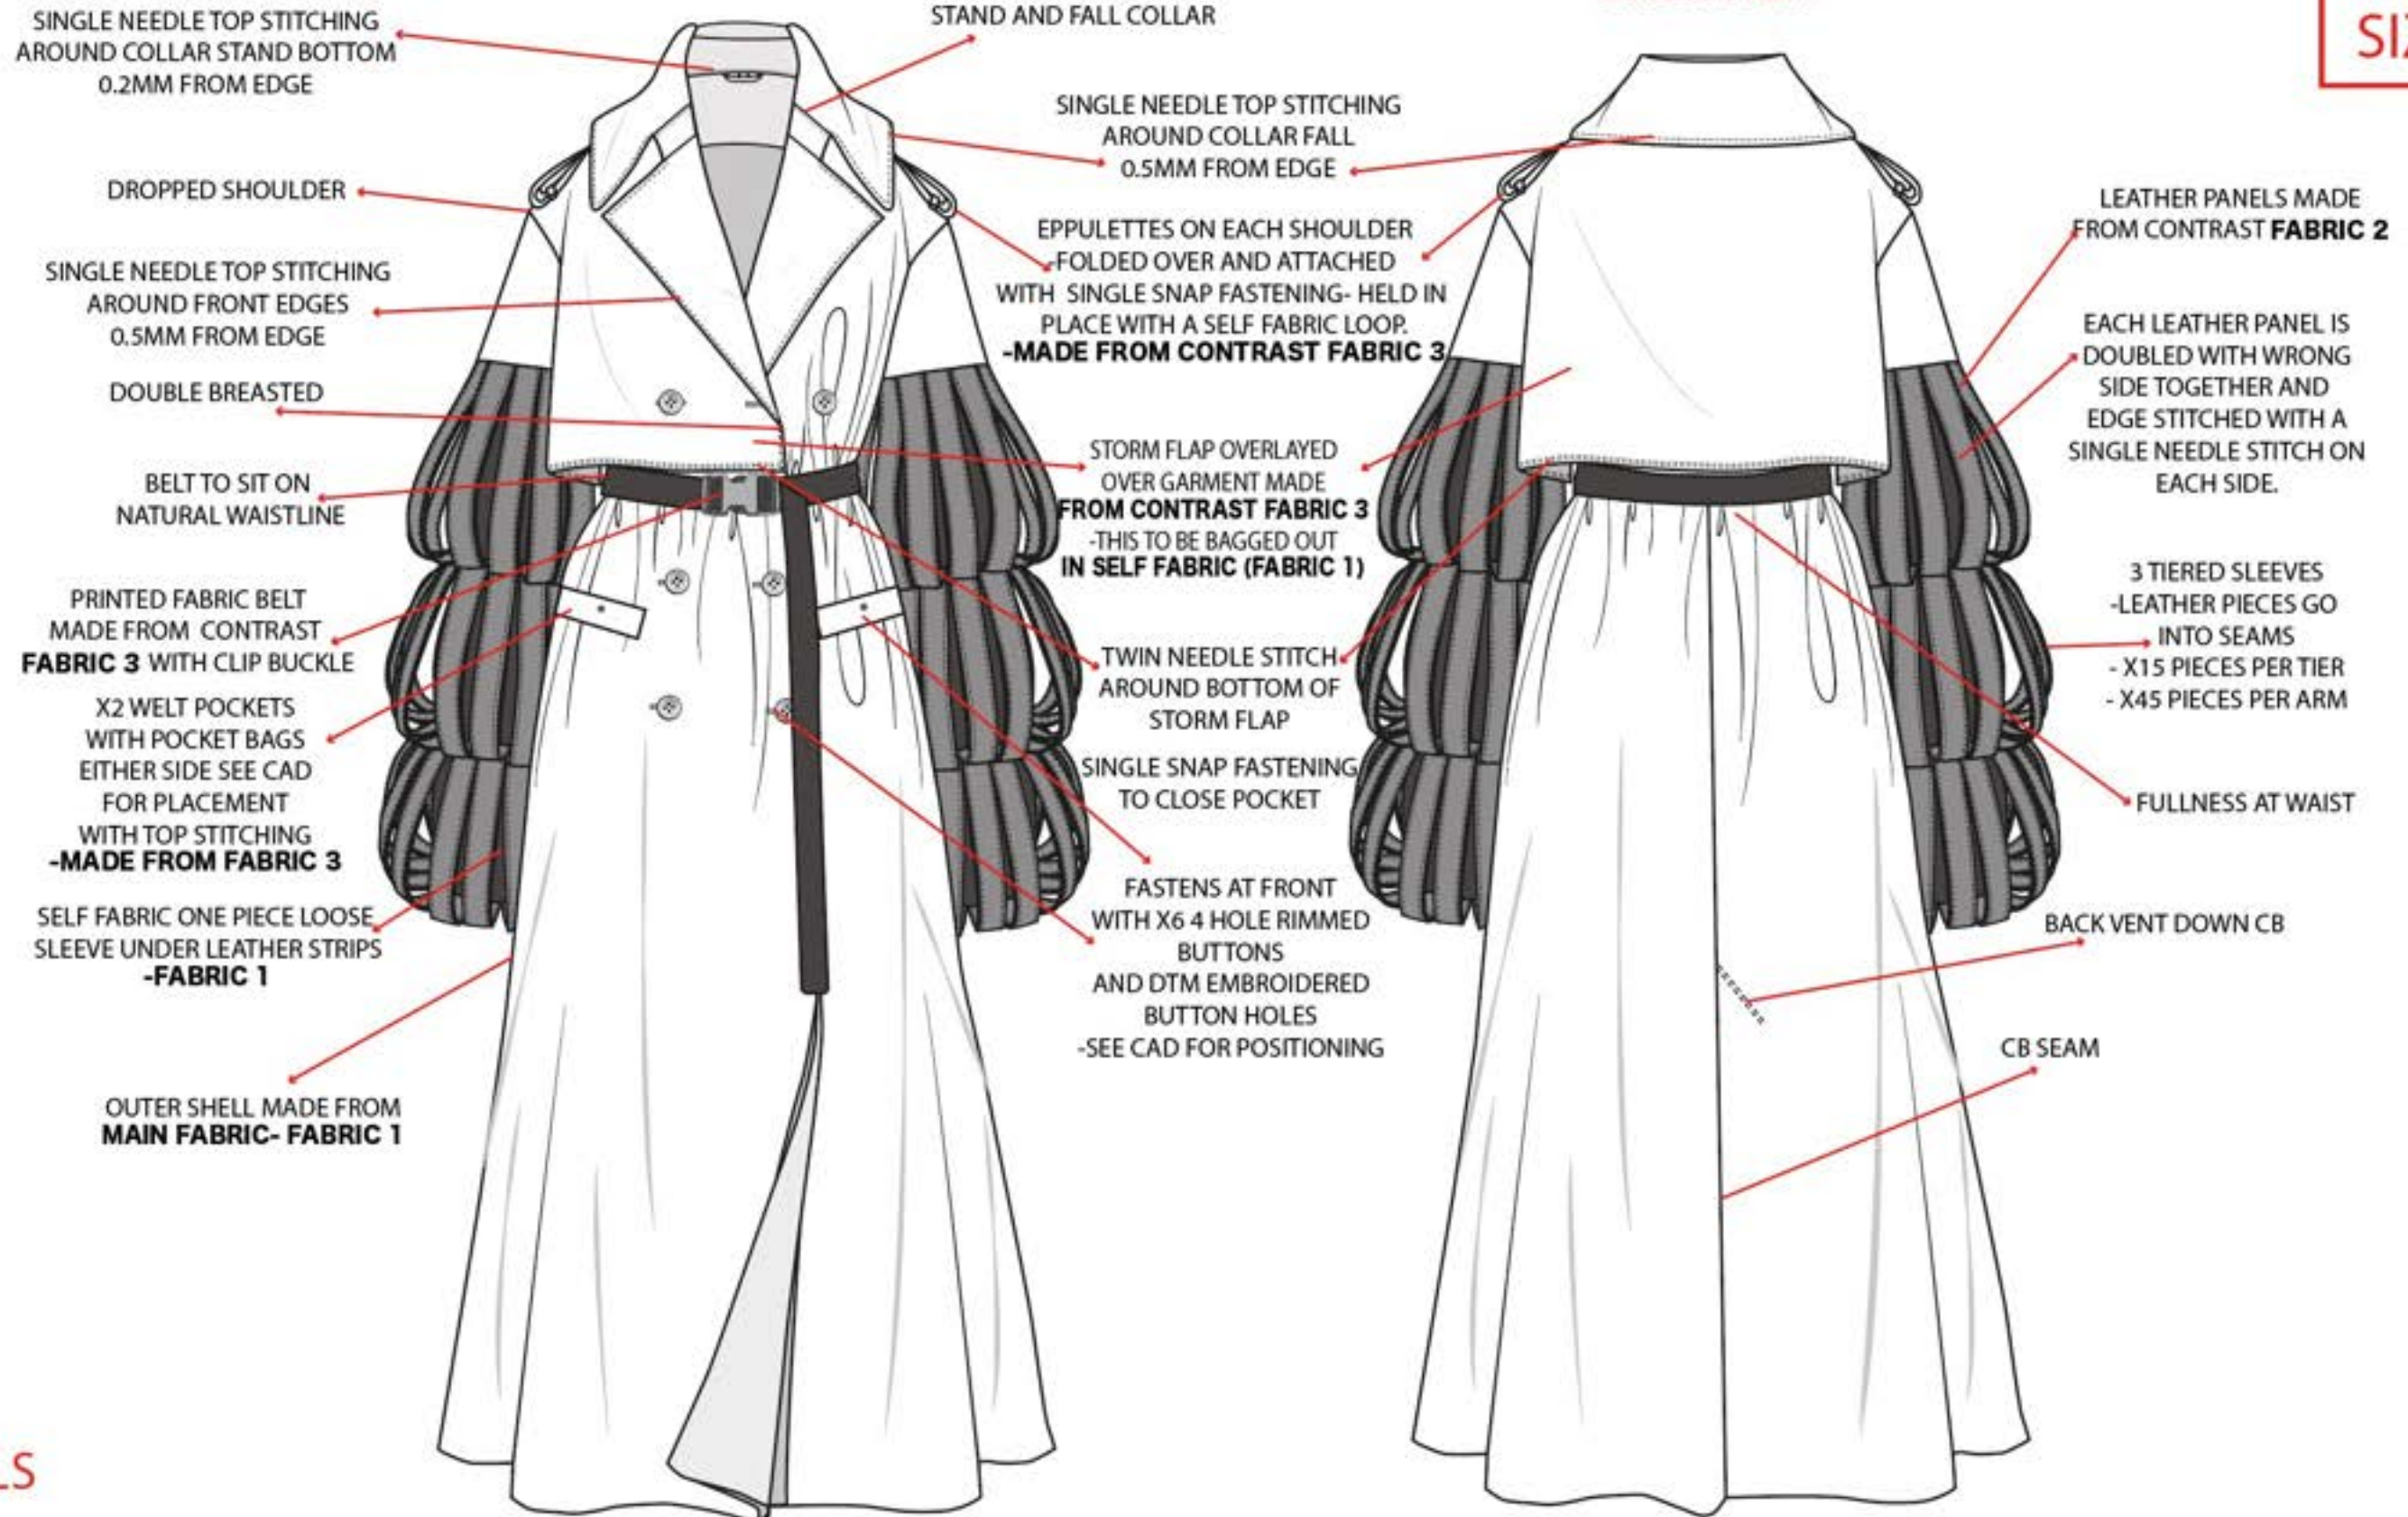 SINGLE NEEDLE TOP STITCHING
AROUND COLLAR STAND BOTTOM
0.2MM FROM EDGE
DROPPED SHOULDER
SINGLE NEEDLE TOP STITCHING
AROUND FRONT EDGES
0.5MM FROM EDGE
DOUBLE BREASTED
BELT TO SIT ON
NATURAL WAISTLINE
PRINTED FABRIC BELT
MADE FROM CONTRAST
FABRIC 3 WITH CLIP BUCKLE
X2 WELT POCKETS
WITH POCKET BAGS
EITHER SIDE SEE CAD
FOR PLACEMENT
WITH TOP STITCHING
-MADE FROM FABRIC 3
SELF FABRIC ONE PIECE LOOSE
SLEEVE UNDER LEATHER STRIPS
-FABRIC 1
OUTER SHELL MADE FROM
MAIN FABRIC- FABRIC 1
LS
STAND AND FALL COLLAR
SINGLE NEEDLE TOP STITCHING
AROUND COLLAR FALL
0.5MM FROM EDGE
EPPULETTES ON EACH SHOULDER
-FOLDED OVER AND ATTACHED
WITH SINGLE SNAP FASTENING- HELD IN
PLACE WITH A SELF FABRIC LOOP.
-MADE FROM CONTRAST FABRIC 3
STORM FLAP OVERLAYED
OVER GARMENT MADE
FROM CONTRAST FABRIC 3
-THIS TO BE BAGGED OUT
IN SELF FABRIC (FABRIC 1)
TWIN NEEDLE STITCH
AROUND BOTTOM OF
STORM FLAP
SINGLE SNAP FASTENING
TO CLOSE POCKET
FASTENS AT FRONT
WITH X6 4 HOLE RIMMED
BUTTONS
AND DTM EMBROIDERED
BUTTON HOLES
-SEE CAD FOR POSITIONING
SIZ
LEATHER PANELS MADE
FROM CONTRAST FABRIC 2
EACH LEATHER PANEL IS
DOUBLED WITH WRONG
SIDE TOGETHER AND
EDGE STITCHED WITH A
SINGLE NEEDLE STITCH ON
EACH SIDE.
3 TIERED SLEEVES
-LEATHER PIECES GO
INTO SEAMS
- X15 PIECES PER TIER
- X45 PIECES PER ARM
FULLNESS AT WAIST
BACK VENT DOWN CB
CB SEAM